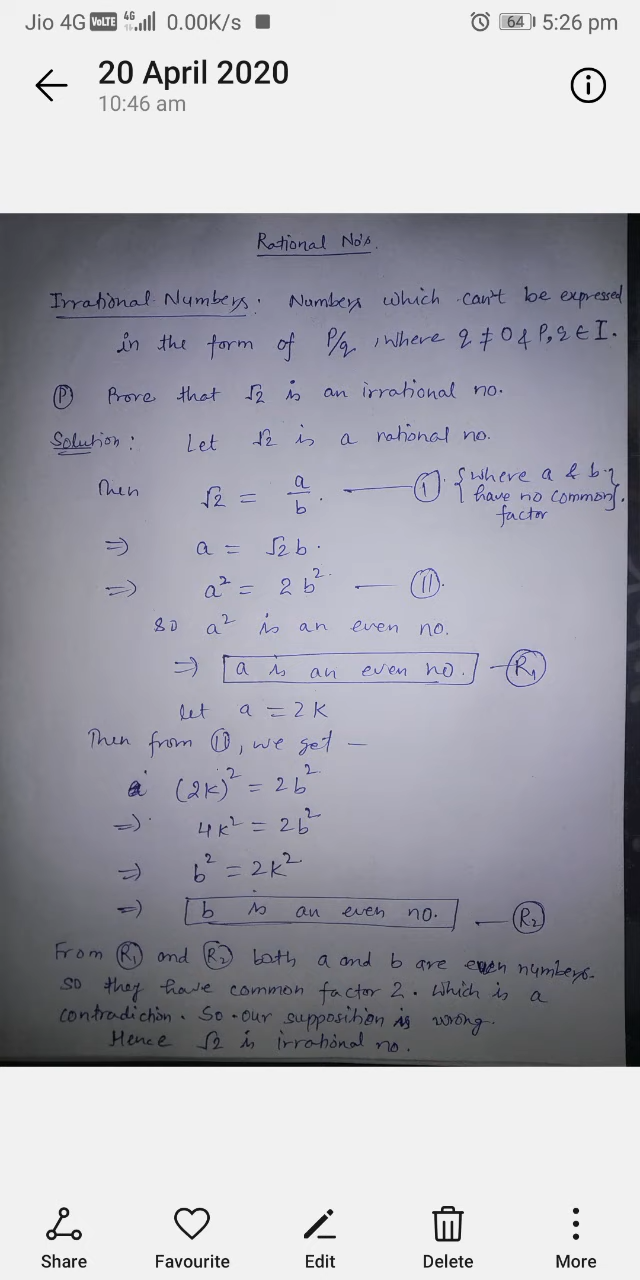 Jio 4G VoLTE 4G 0.00K/s 64 5:26 pm
20 April 2020
10:46 am
Rational No's.
Irrational Numbers: Numbers which can't be expressed
in the form of P/q, where q ≠ 0 & P, q ∈ I.
(P) Prove that √2 is an irrational no.
Solution: Let √2 is a rational no.
Then √2 = a/b. — (I) {where a & b have no common factor}.
⇒ a = √2 b.
⇒ a² = 2b² — (II).
so a² is an even no.
⇒ a is an even no. — (R₁)
let a = 2K
Then from (II), we get —
(2K)² = 2b²
⇒ 4K² = 2b²
⇒ b² = 2K²
⇒ b is an even no. — (R₂)
From (R₁) and (R₂) both a and b are even numbers.
so they have common factor 2. which is a
contradiction. So our supposition is wrong.
Hence √2 is irrational no.
Share Favourite Edit Delete More